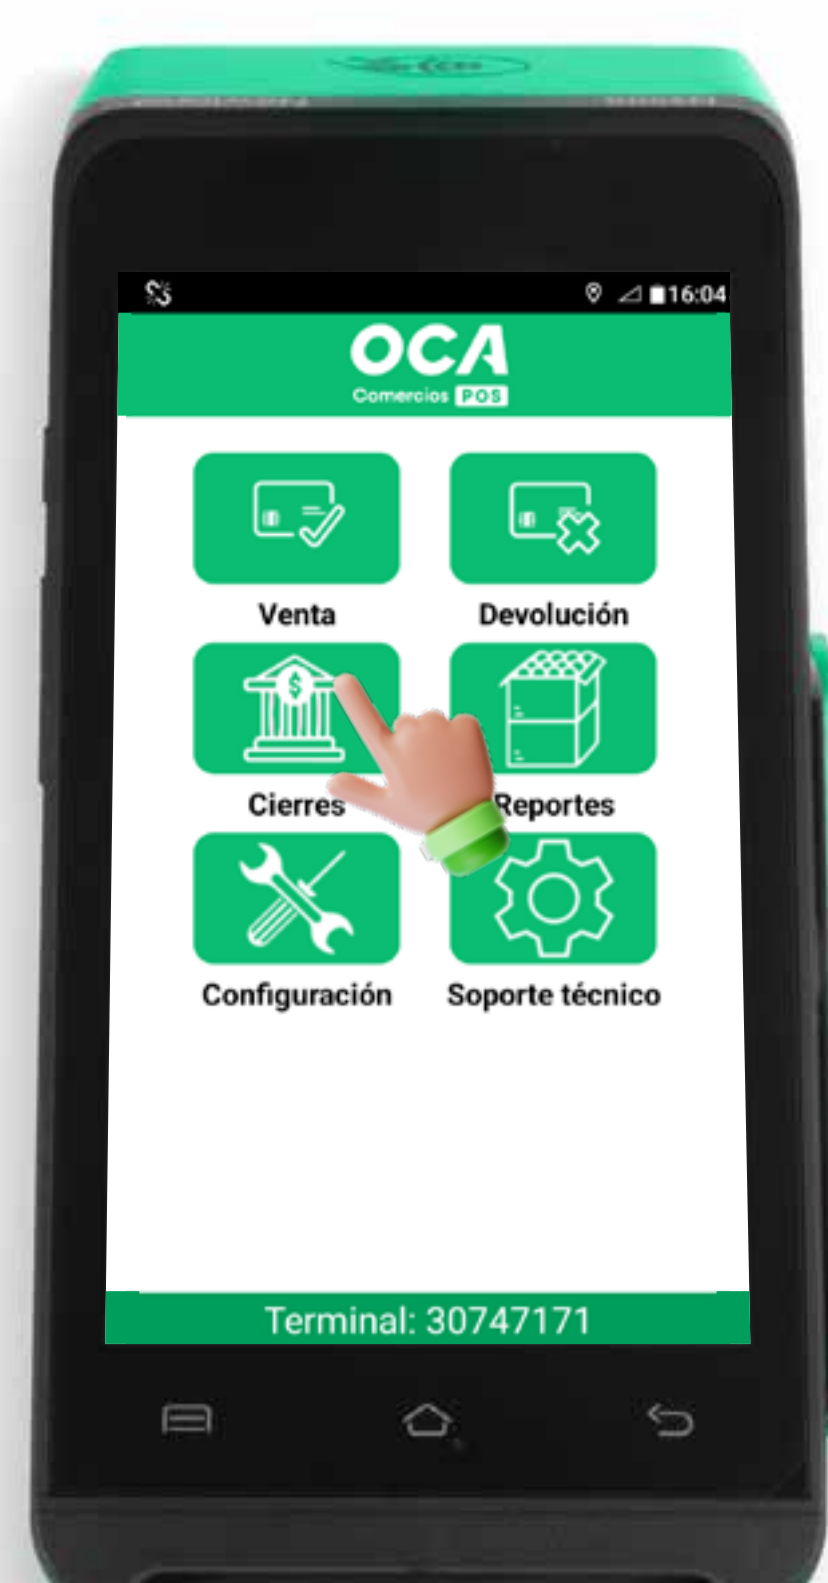 16:04
OCA
Comercios POS
Venta Devolución
Cierres Reportes
Configuración Soporte técnico
Terminal: 30747171